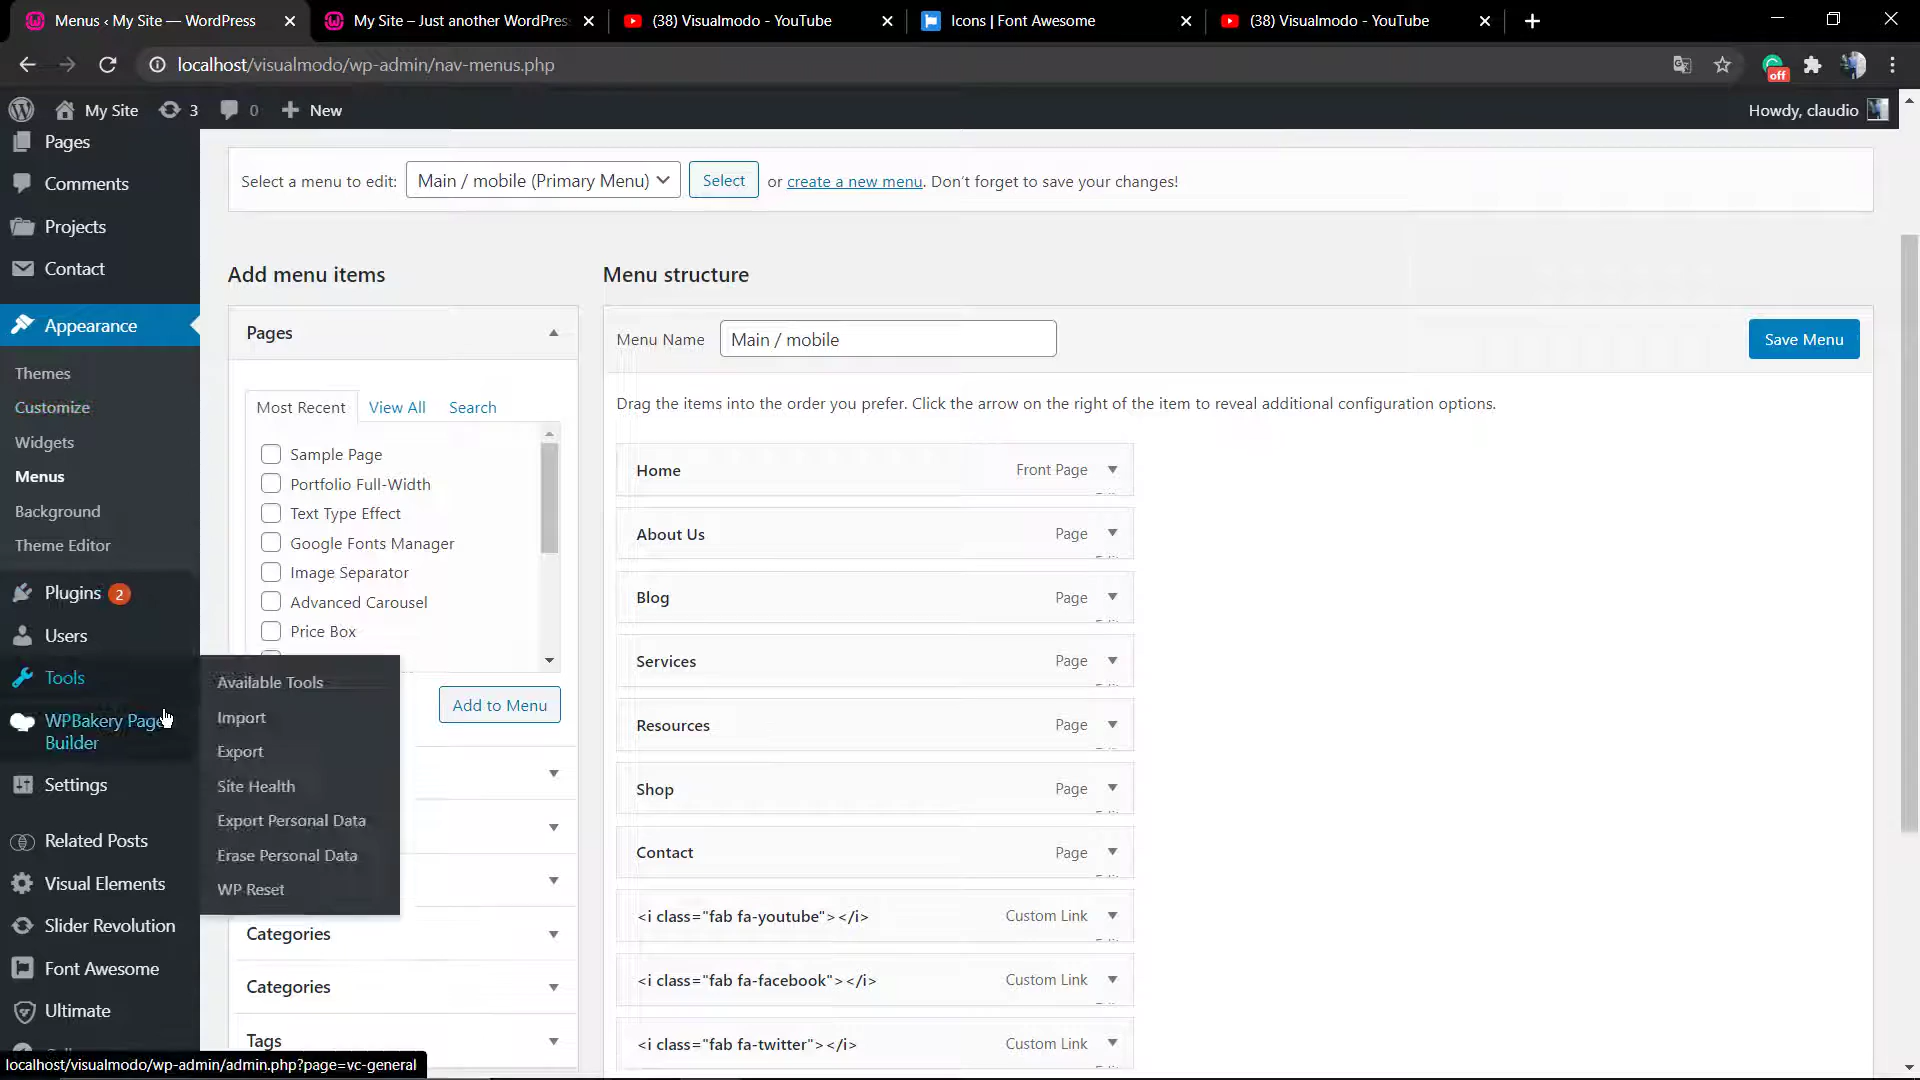 Menus ‹ My Site — WordPress
My Site – Just another WordPres
(38) Visualmodo - YouTube
Icons | Font Awesome
(38) Visualmodo - YouTube
localhost/visualmodo/wp-admin/nav-menus.php
off
My Site
3
0
New
Howdy, claudio
Pages
Comments
Projects
Contact
Appearance
Themes
Customize
Widgets
Menus
Background
Theme Editor
Plugins 2
Users
Tools
WPBakery Page
Builder
Settings
Related Posts
Visual Elements
Slider Revolution
Font Awesome
Ultimate
Available Tools
Import
Export
Site Health
Export Personal Data
Erase Personal Data
WP Reset
Select a menu to edit: Main / mobile (Primary Menu) Select or create a new menu. Don't forget to save your changes!
Add menu items
Pages
Most Recent View All Search
Sample Page
Portfolio Full-Width
Text Type Effect
Google Fonts Manager
Image Separator
Advanced Carousel
Price Box
Add to Menu
Categories
Categories
Tags
Menu structure
Menu Name Main / mobile Save Menu
Drag the items into the order you prefer. Click the arrow on the right of the item to reveal additional configuration options.
Home Front Page
About Us Page
Blog Page
Services Page
Resources Page
Shop Page
Contact Page
<i class="fab fa-youtube"></i> Custom Link
<i class="fab fa-facebook"></i> Custom Link
<i class="fab fa-twitter"></i> Custom Link
localhost/visualmodo/wp-admin/admin.php?page=vc-general